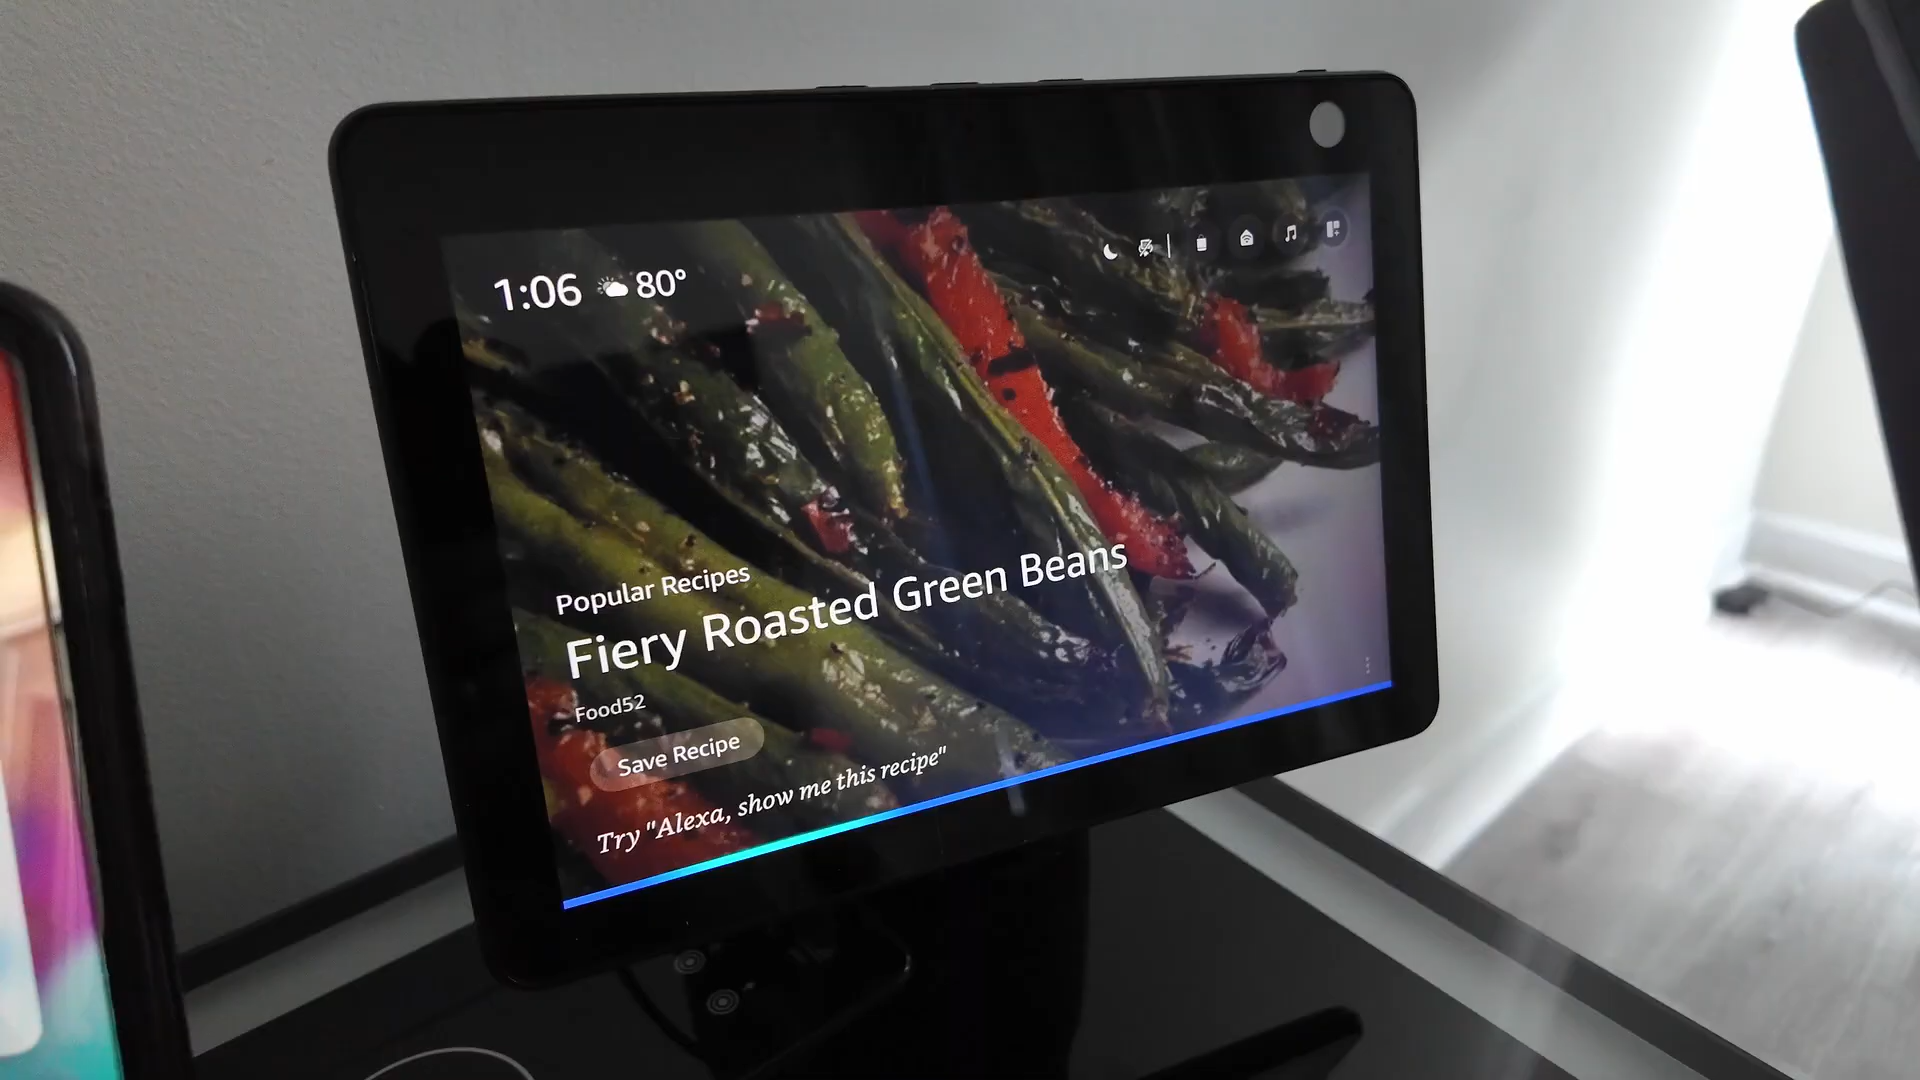 1:06 80°
Popular Recipes
Fiery Roasted Green Beans
Food52
Save Recipe
Try "Alexa, show me this recipe"